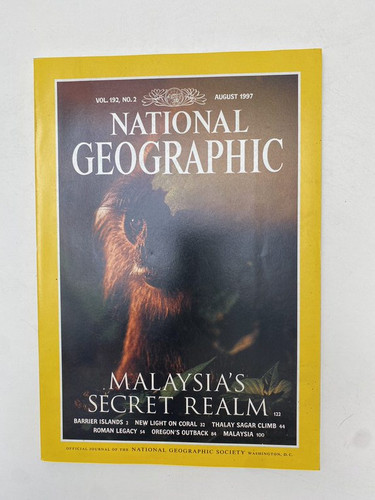 VOL. 192, NO. 2 AUGUST 1997
NATIONAL
GEOGRAPHIC
MALAYSIA'S
SECRET REALM 122
BARRIER ISLANDS 2 NEW LIGHT ON CORAL 32 THALAY SAGAR CLIMB 44
ROMAN LEGACY 54 OREGON'S OUTBACK 84 MALAYSIA 100
OFFICIAL JOURNAL OF THE NATIONAL GEOGRAPHIC SOCIETY WASHINGTON, D.C.